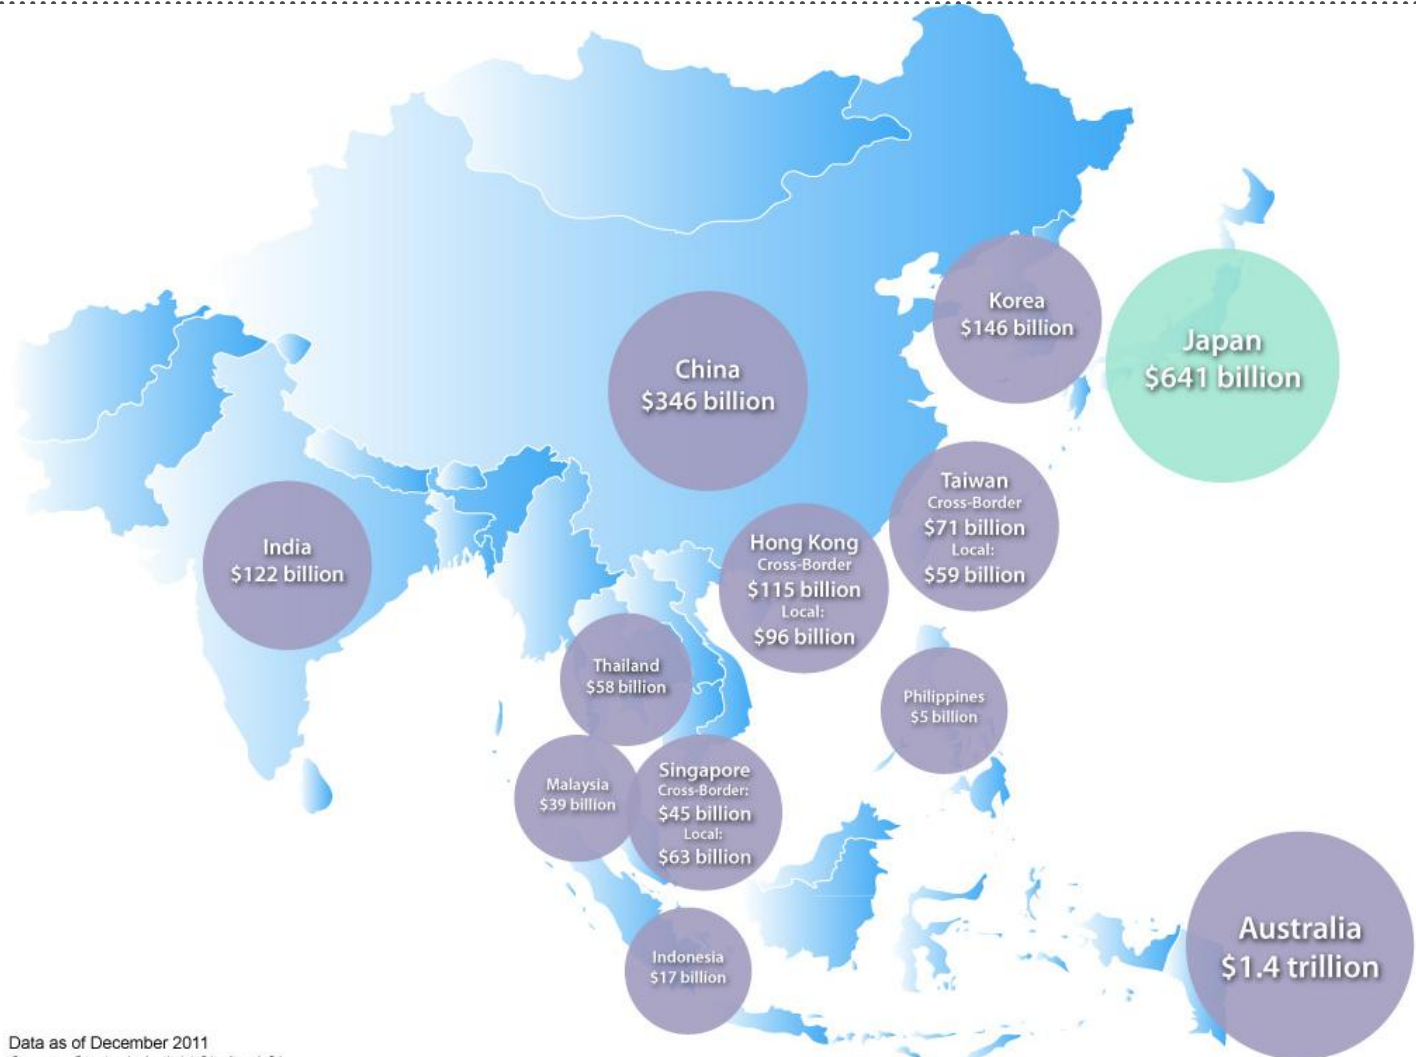 Korea
$146 billion
Japan
$641 billion
China
$346 billion
Taiwan
Cross-Border
$71 billion
Local:
$59 billion
India
$122 billion
Hong Kong
Cross-Border
$115 billion
Local:
$96 billion
Thailand
$58 billion
Philippines
$5 billion
Malaysia
$39 billion
Singapore
Cross-Border:
$45 billion
Local:
$63 billion
Australia
$1.4 trillion
Indonesia
$17 billion
Data as of December 2011